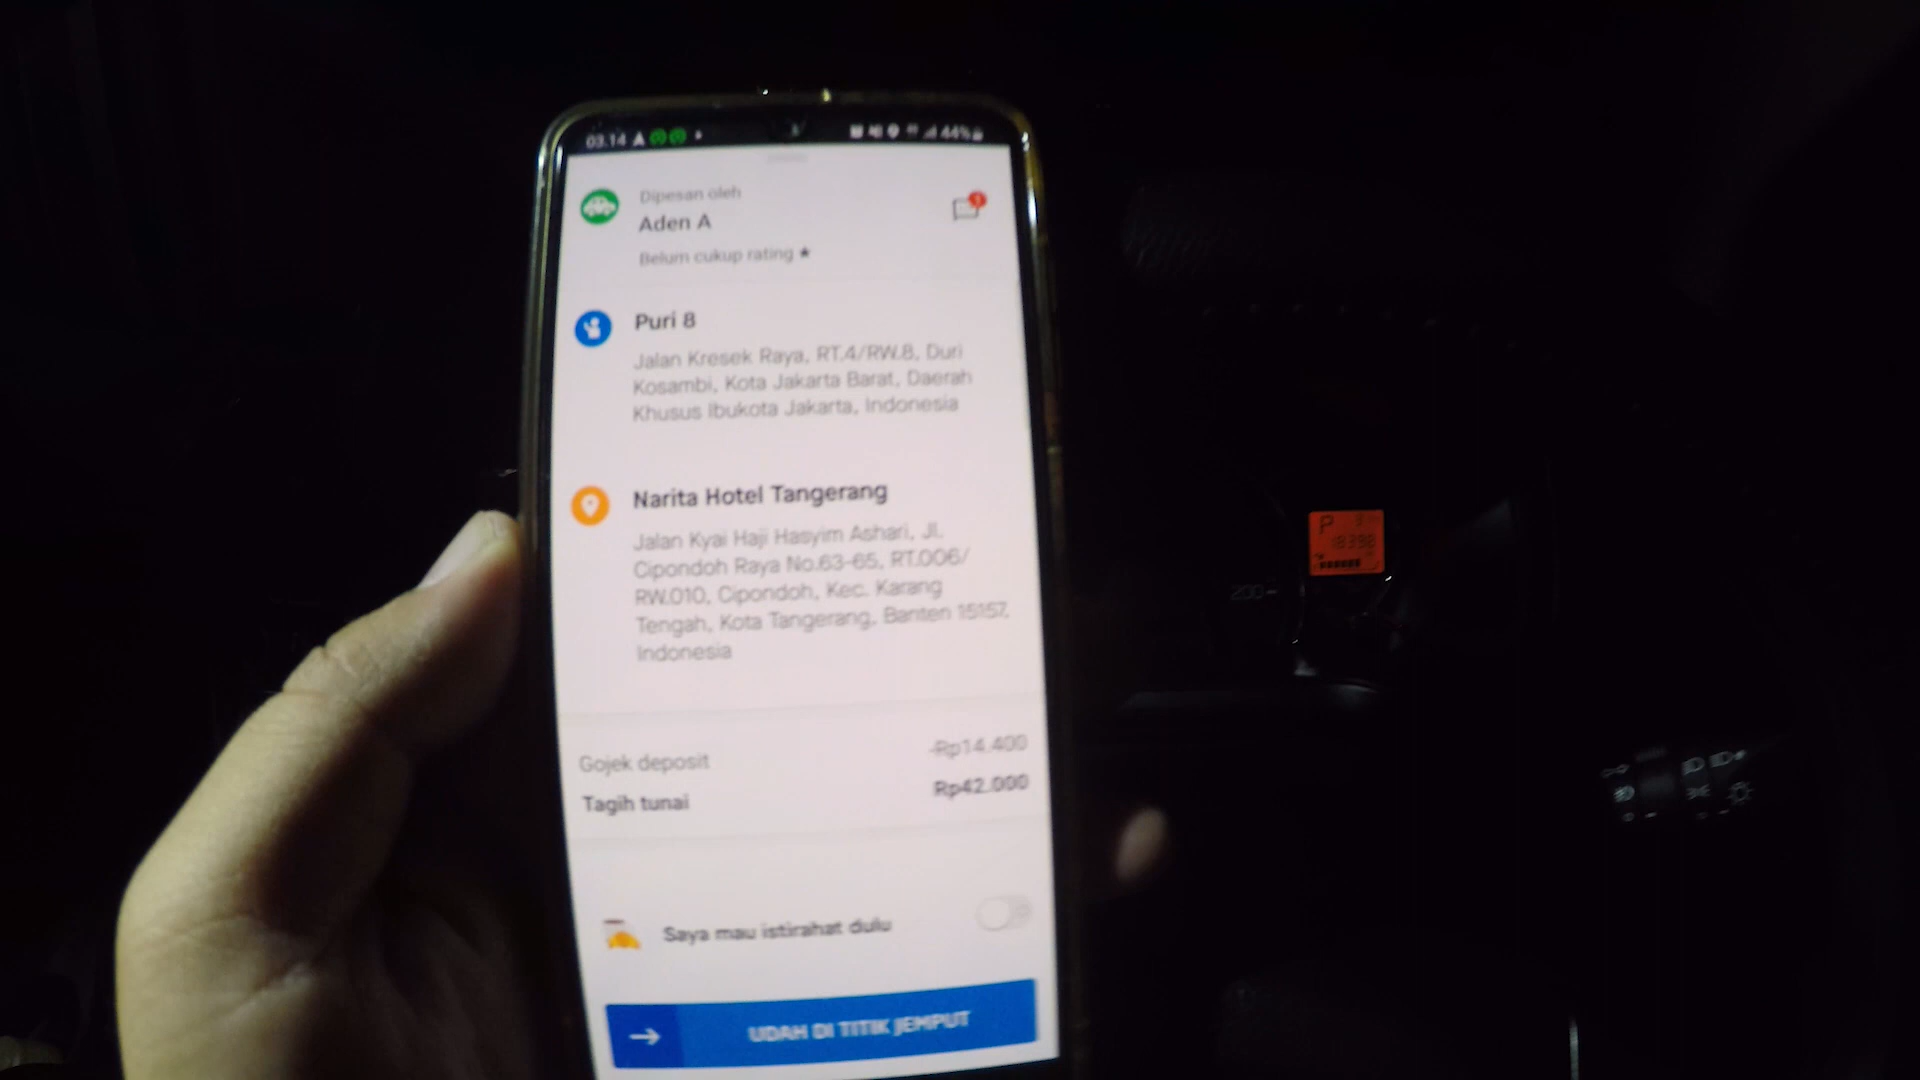 03.14
44%
Dipesan oleh
Aden A
Belum cukup rating ★
Puri 8
Jalan Kresek Raya, RT.4/RW.8, Duri
Kosambi, Kota Jakarta Barat, Daerah
Khusus Ibukota Jakarta, Indonesia
Narita Hotel Tangerang
Jalan Kyai Haji Hasyim Ashari, Jl.
Cipondoh Raya No.63-65, RT.006/
RW.010, Cipondoh, Kec. Karang
Tengah, Kota Tangerang, Banten 15157,
Indonesia
Gojek deposit
-Rp14.400
Tagih tunai
Rp42.000
Saya mau istirahat dulu
UDAH DI TITIK JEMPUT
P
200